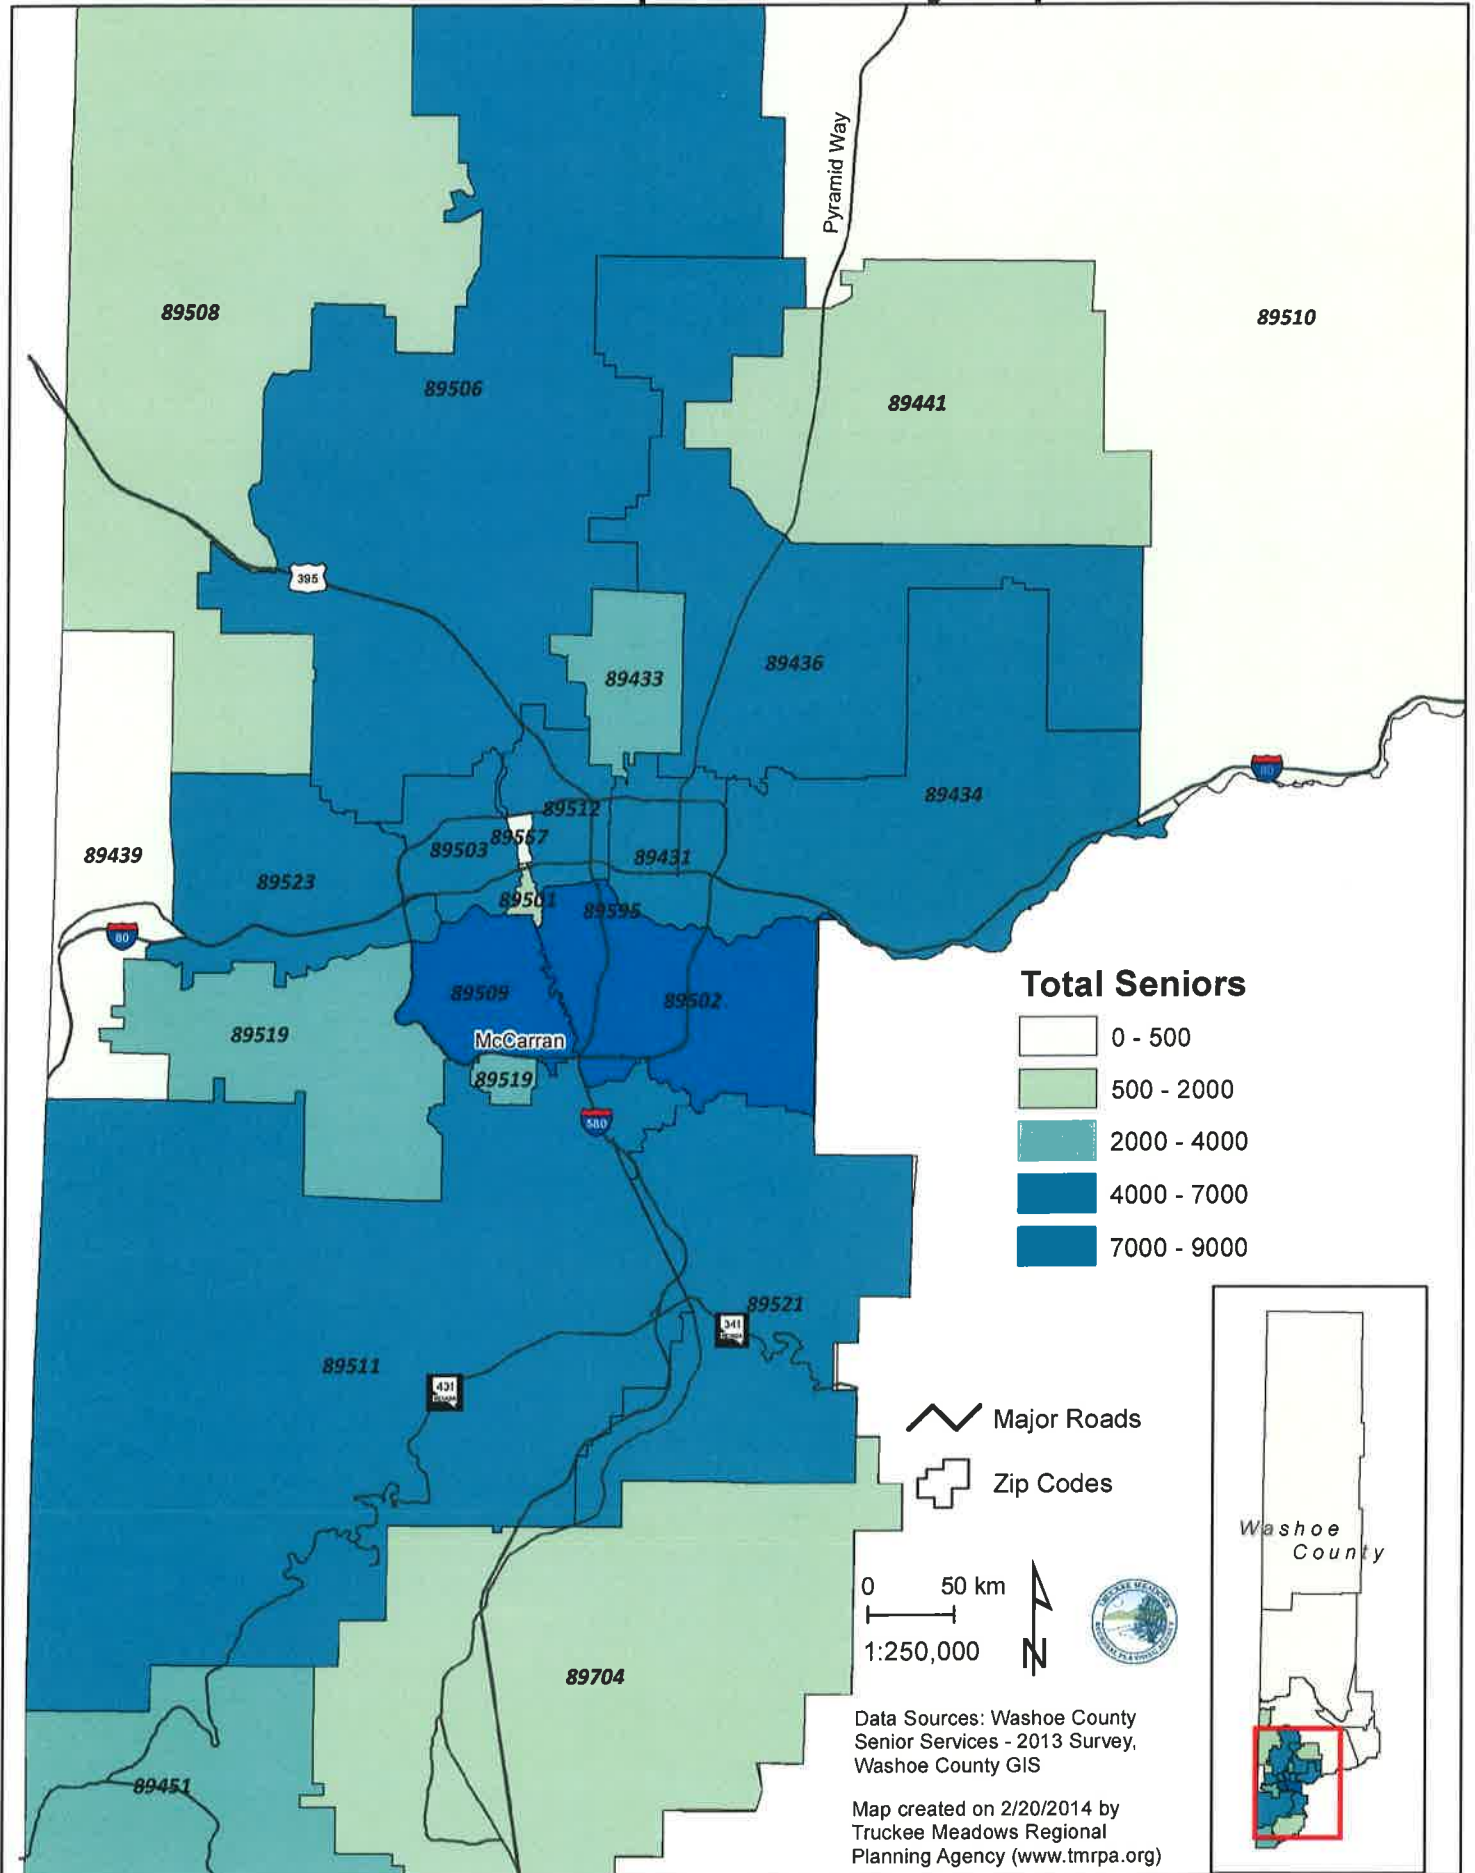 Pyramid Way
89508
89510
89506
89441
395
89433
89436
80
89434
89512
89557
89503
89431
89439
89523
89501
89595
80
89509
89502
89519
McCarran
89519
580
Total Seniors
0 - 500
500 - 2000
2000 - 4000
4000 - 7000
7000 - 9000
89521
341
89511
431
Major Roads
Zip Codes
Washoe
County
0 50 km
1:250,000
N
89704
Data Sources: Washoe County
Senior Services - 2013 Survey,
Washoe County GIS
89451
Map created on 2/20/2014 by
Truckee Meadows Regional
Planning Agency (www.tmrpa.org)